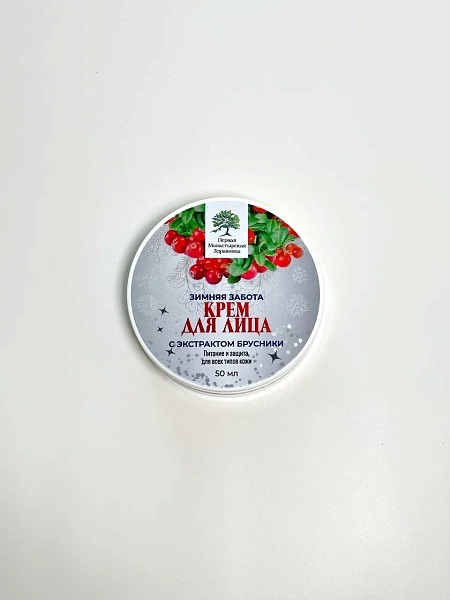 Первая
Монастырская
Здравница
ЗИМНЯЯ ЗАБОТА
КРЕМ
ДЛЯ ЛИЦА
С ЭКСТРАКТОМ БРУСНИКИ
Питание и защита,
для всех типов кожи
50 мл